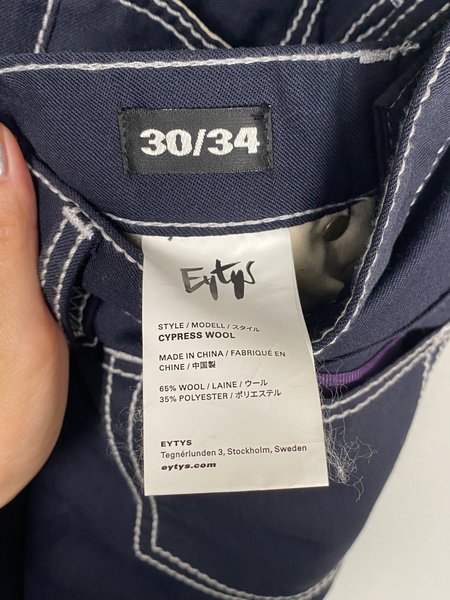 30/34
Eytys
STYLE / MODELL / スタイル
CYPRESS WOOL
MADE IN CHINA / FABRIQUÉ EN
CHINE / 中国製
65% WOOL / LAINE / ウール
35% POLYESTER / ポリエステル
EYTYS
Tegnérlunden 3, Stockholm, Sweden
eytys.com